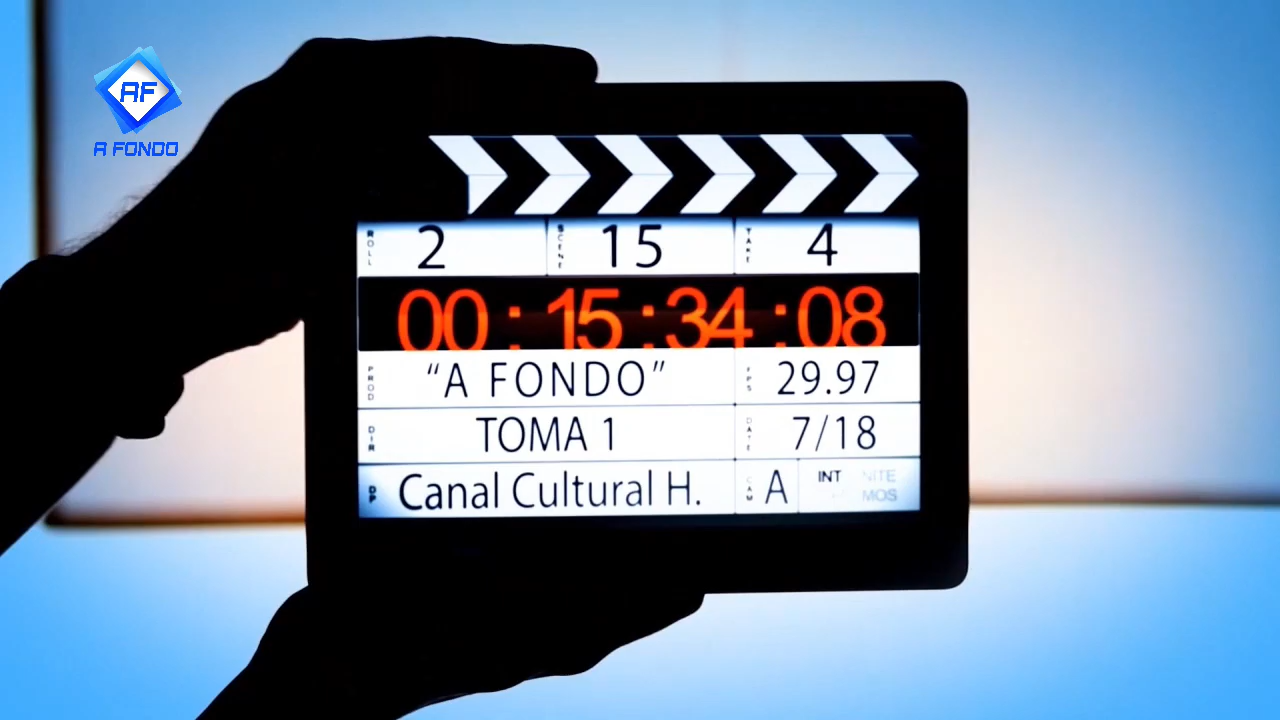 AF
A FONDO
ROLL 2 SCENE 15 TAKE 4
00:15:34:08
PROD “A FONDO” FPS 29.97
DIR TOMA 1 DATE 7/18
DP Canal Cultural H. CAM A INT NITE
MOS